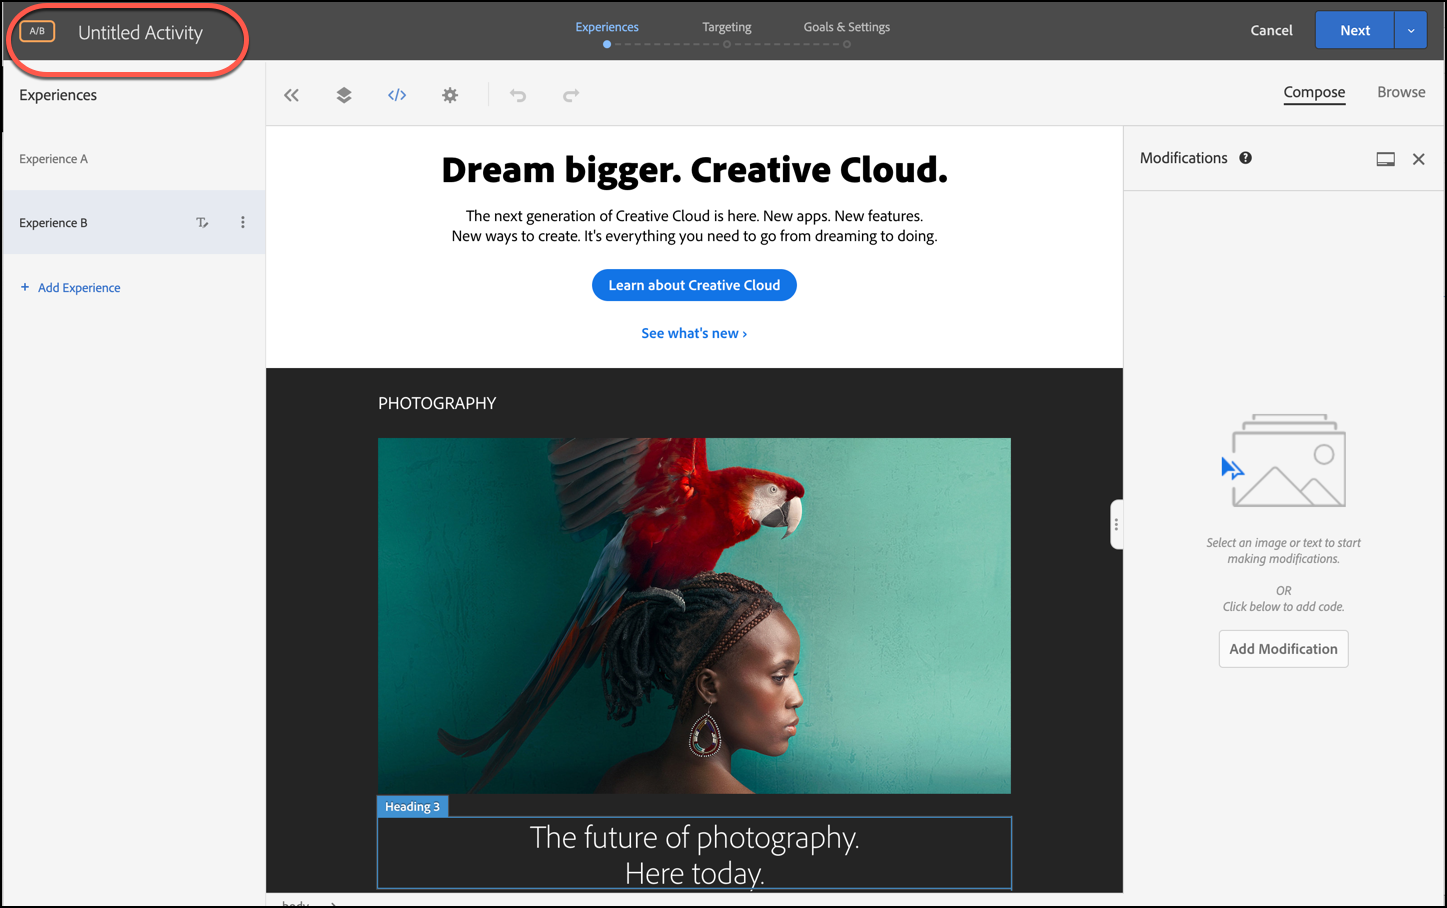 A/B
Untitled Activity
Experiences
Targeting
Goals & Settings
Cancel
Next
Experiences
</>
Compose
Browse
Experience A
Experience B
+ Add Experience
Dream bigger. Creative Cloud.
The next generation of Creative Cloud is here. New apps. New features.
New ways to create. It's everything you need to go from dreaming to doing.
Learn about Creative Cloud
See what's new ›
PHOTOGRAPHY
Heading 3
The future of photography.
Here today.
Modifications ?
Select an image or text to start
making modifications.
OR
Click below to add code.
Add Modification
body